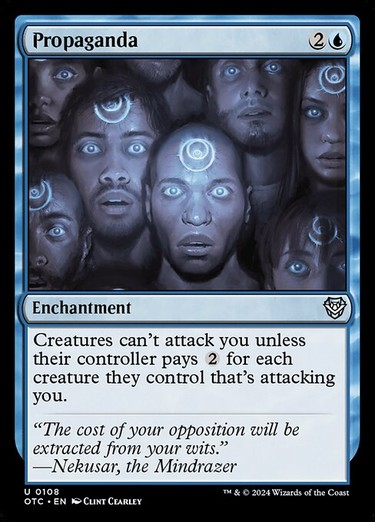 Propaganda 2
Enchantment
Creatures can't attack you unless
their controller pays 2 for each
creature they control that's attacking
you.
“The cost of your opposition will be
extracted from your wits.”
—Nekusar, the Mindrazer
U 0108
OTC • EN Clint Cearley
™ & © 2024 Wizards of the Coast